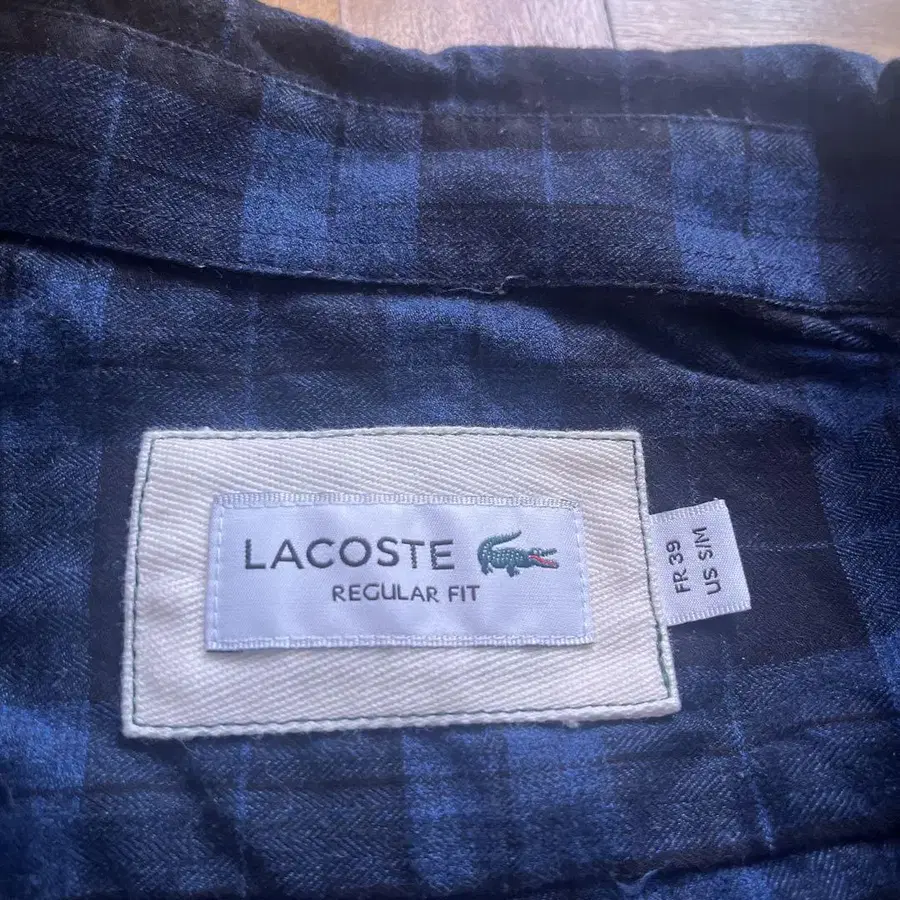 LACOSTE
REGULAR FIT
FR 39
US S/M